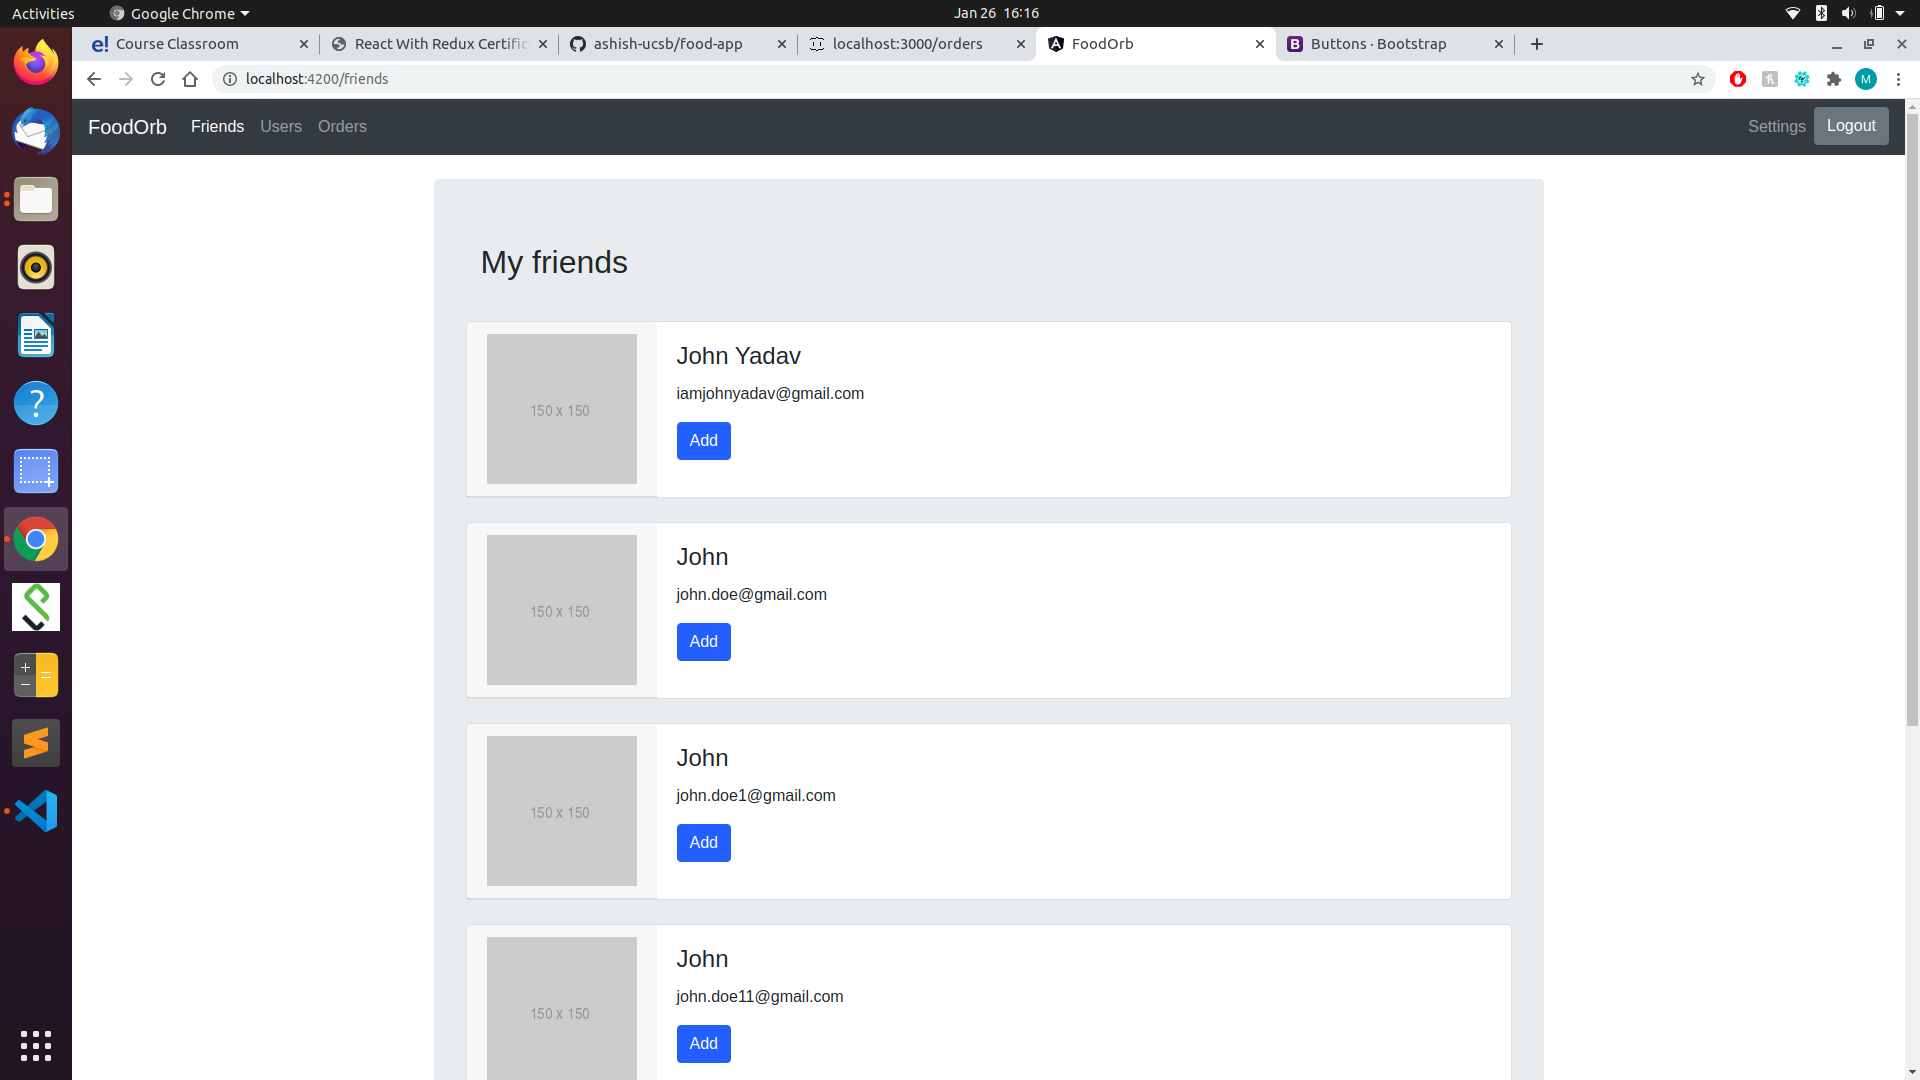 Activities
Google Chrome
Jan 26 16:16
Course Classroom
React With Redux Certific
ashish-ucsb/food-app
localhost:3000/orders
FoodOrb
Buttons · Bootstrap
localhost:4200/friends
M
FoodOrb
Friends
Users
Orders
Settings
Logout
My friends
150 x 150
John Yadav
iamjohnyadav@gmail.com
Add
150 x 150
John
john.doe@gmail.com
Add
150 x 150
John
john.doe1@gmail.com
Add
150 x 150
John
john.doe11@gmail.com
Add